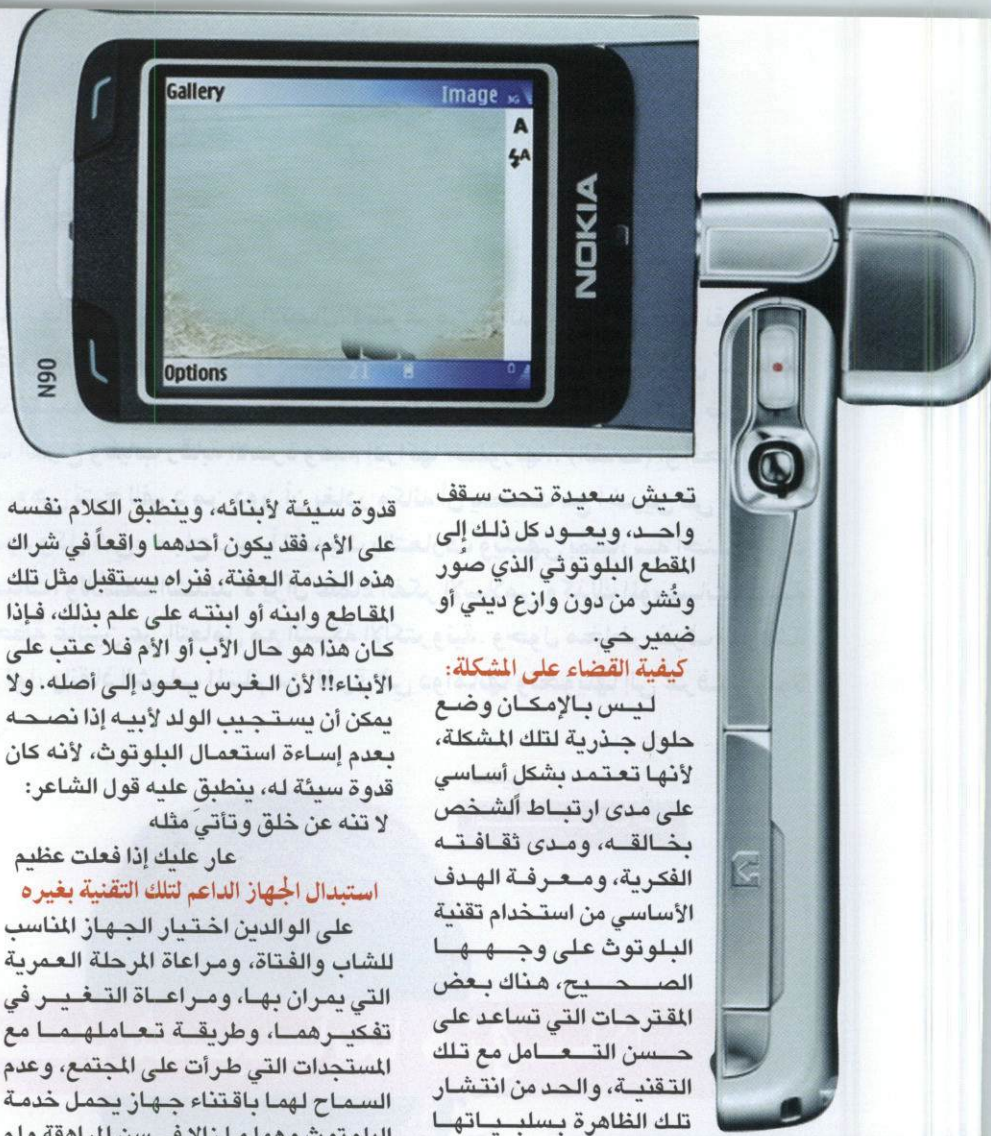 Gallery
Image
3G
A
A
Options
NOKIA
N90
تعيش سعيدة تحت سقف
واحد، ويعود كل ذلك إلى
المقطع البلوتوثي الذي صور
ونُشر من دون وازع ديني أو
ضمير حي.
كيفية القضاء على المشكلة:
ليس بالإمكان وضع
حلول جذرية لتلك المشكلة،
لأنها تعتمد بشكل أساسي
على مدى ارتباط الشخص
بخالقه، ومدى ثقافته
الفكرية، ومعرفة الهدف
الأساسي من استخدام تقنية
البلوتوث على وجهها
الصحيح، هناك بعض
المقترحات التي تساعد على
حسن التعامل مع تلك
التقنية، والحد من انتشار
تلك الظاهرة بسلبياتها
قدوة سيئة لأبنائه، وينطبق الكلام نفسه
على الأم، فقد يكون أحدهما واقعاً في شراك
هذه الخدمة العفنة، فنراه يستقبل مثل تلك
المقاطع وابنه أو ابنته على علم بذلك، فإذا
كان هذا هو حال الأب أو الأم فلا عتب على
الأبناء!! لأن الغرس يعود إلى أصله. ولا
يمكن أن يستجيب الولد لأبيه إذا نصحه
بعدم إساءة استعمال البلوتوث، لأنه كان
قدوة سيئة له، ينطبق عليه قول الشاعر:
لا تنه عن خلق وتأتيَ مثله
عار عليك إذا فعلت عظيم
استبدال الجهاز الداعم لتلك التقنية بغيره
على الوالدين اختيار الجهاز المناسب
للشاب والفتاة، ومراعاة المرحلة العمرية
التي يمران بها، ومراعاة التغير في
تفكيرهما، وطريقة تعاملهما مع
المستجدات التي طرأت على المجتمع، وعدم
السماح لهما باقتناء جهاز يحمل خدمة
البلوتوث وهما ما زالا في سن المراهقة ولم